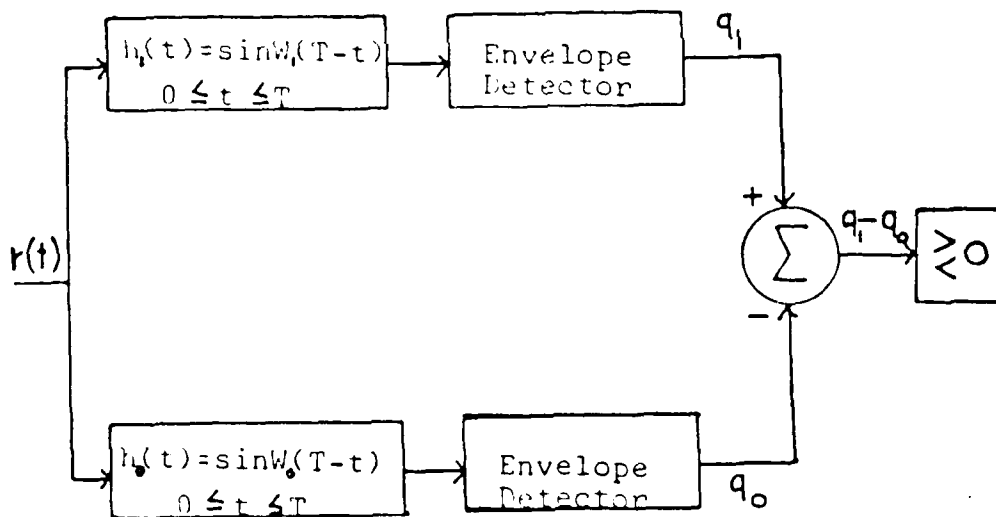 h₁(t)=sinW₁(T-t)
0 ≤ t ≤T
Envelope
Detector
q₁
r(t)
+
Σ
-
q₁-q₀
≷0
h₀(t)=sinW₀(T-t)
0 ≤ t ≤T
Envelope
Detector
q₀